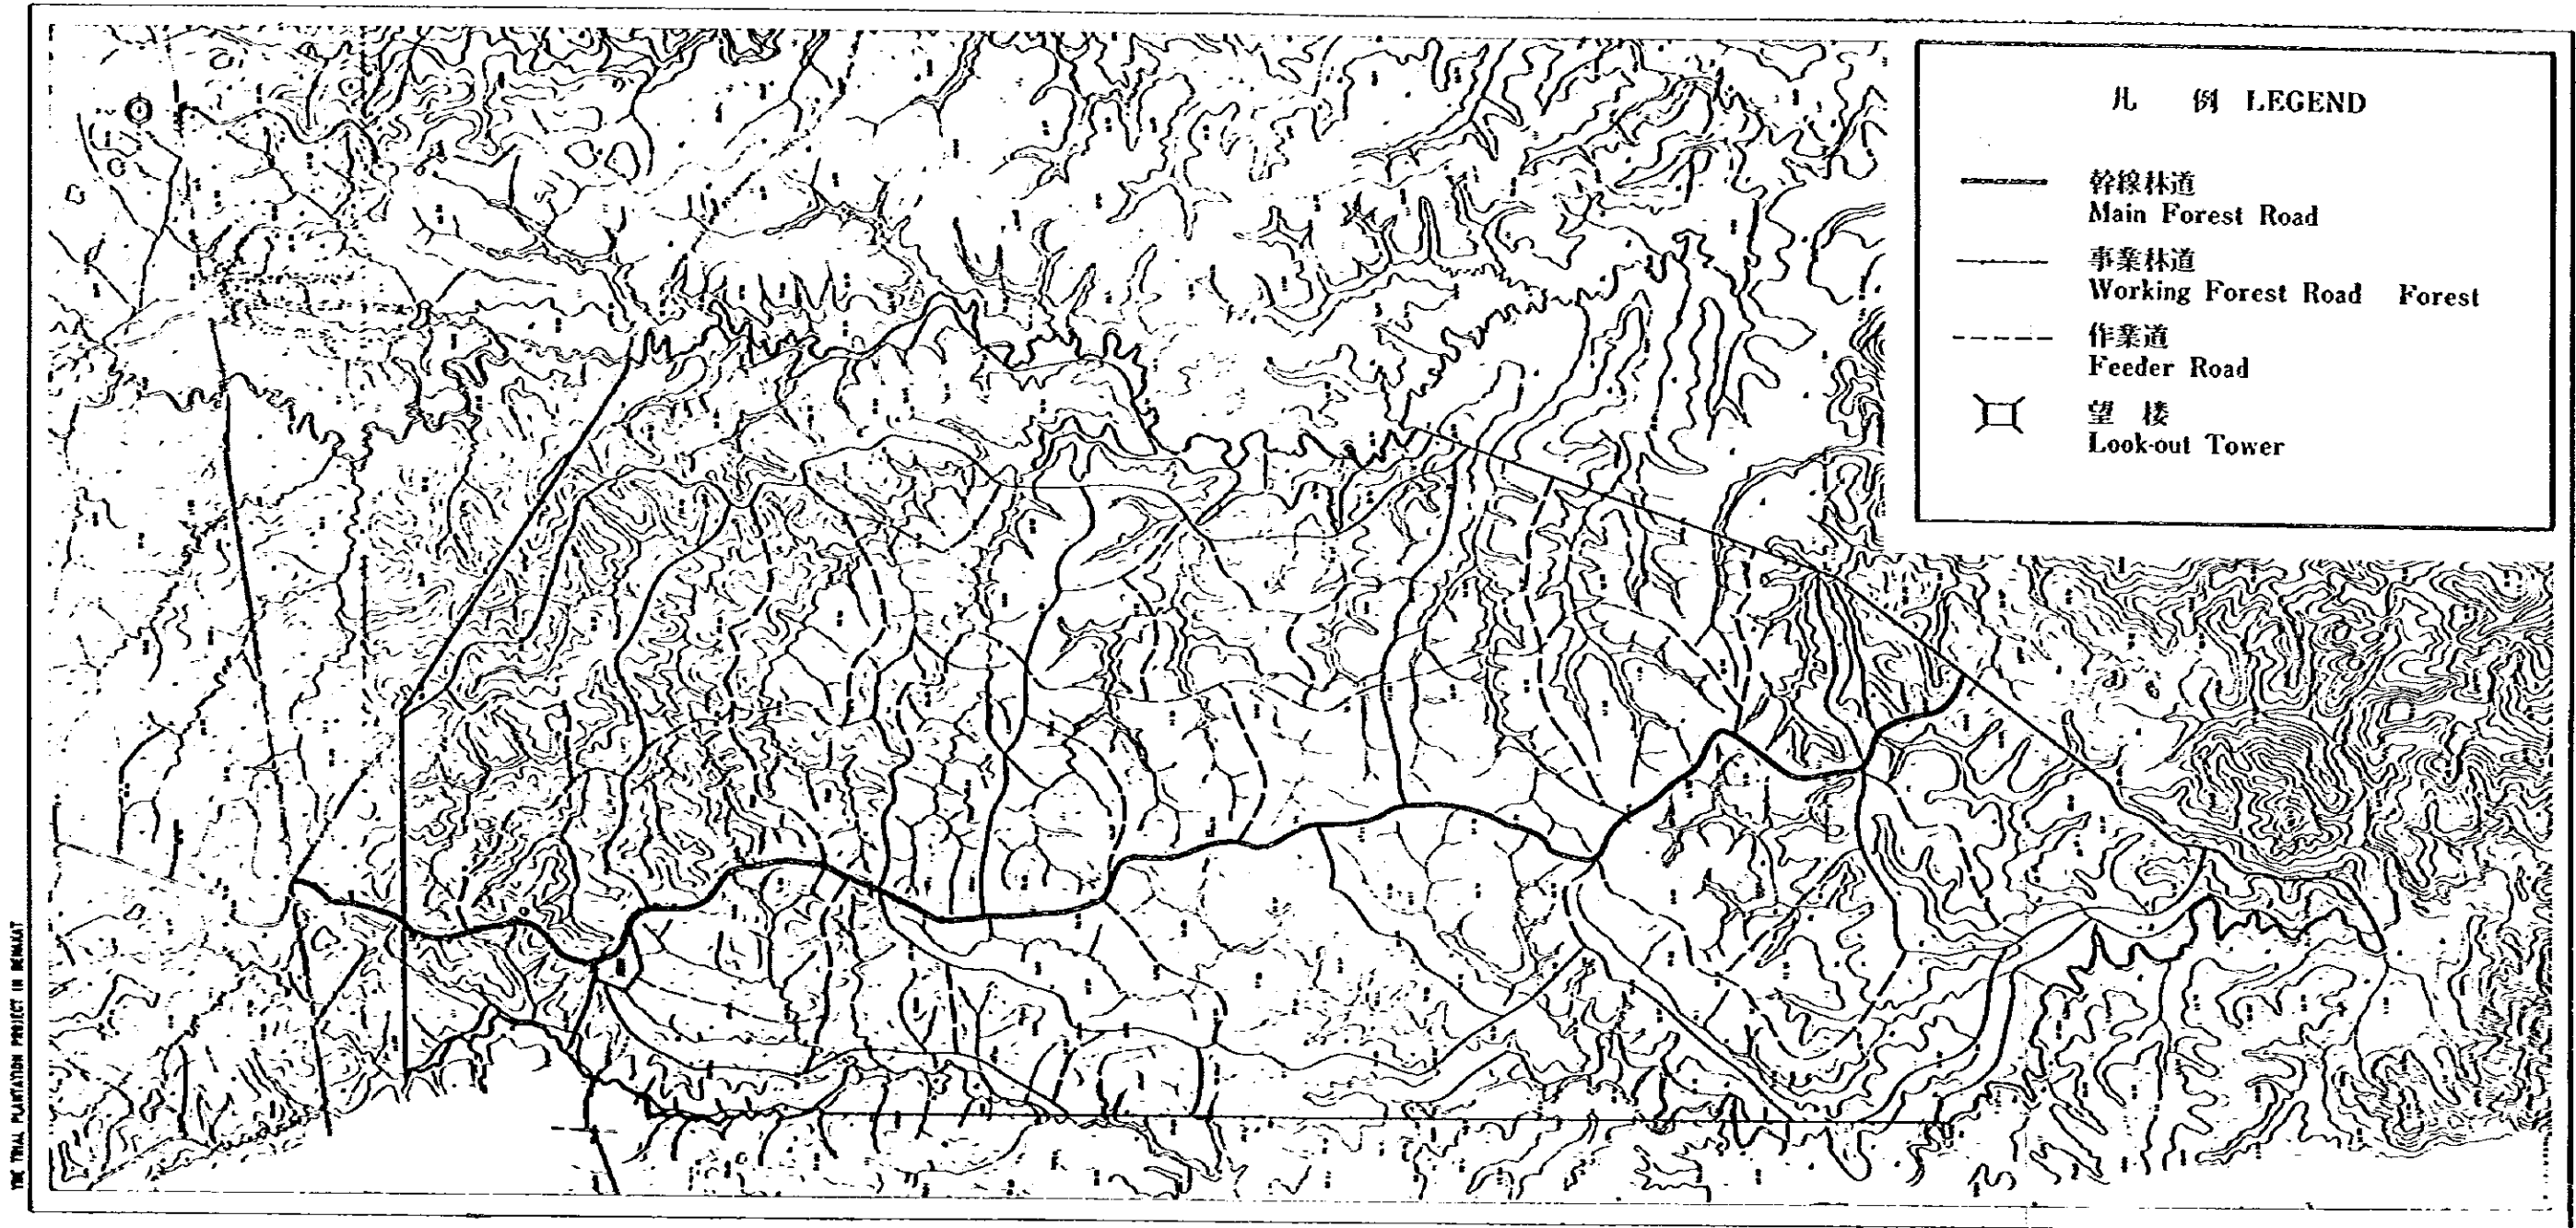 凡 例 LEGEND
幹線林道
Main Forest Road
事業林道
Working Forest Road Forest
作業道
Feeder Road
望 楼
Look-out Tower
THE TRIAL PLANTATION PROJECT IN BENAKAT